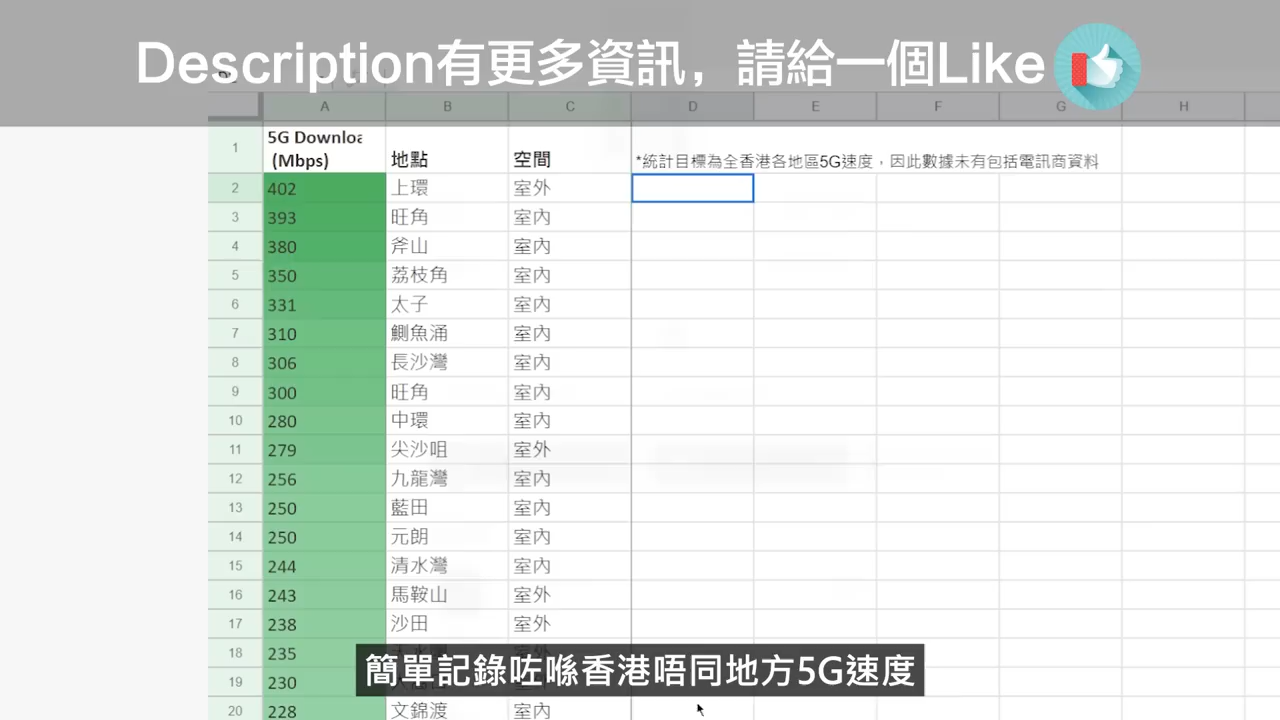 Description有更多資訊，請給一個Like
A B C D E F G H
1 5G Downloa (Mbps) 地點 空間 *統計目標為全香港各地區5G速度，因此數據未有包括電訊商資料
2 402 上環 室外
3 393 旺角 室內
4 380 斧山 室內
5 350 荔枝角 室內
6 331 太子 室內
7 310 鰂魚涌 室內
8 306 長沙灣 室內
9 300 旺角 室內
10 280 中環 室內
11 279 尖沙咀 室外
12 256 九龍灣 室內
13 250 藍田 室內
14 250 元朗 室內
15 244 清水灣 室內
16 243 馬鞍山 室外
17 238 沙田 室外
18 235
19 230
20 228 文錦渡 室內
簡單記錄咗喺香港唔同地方5G速度